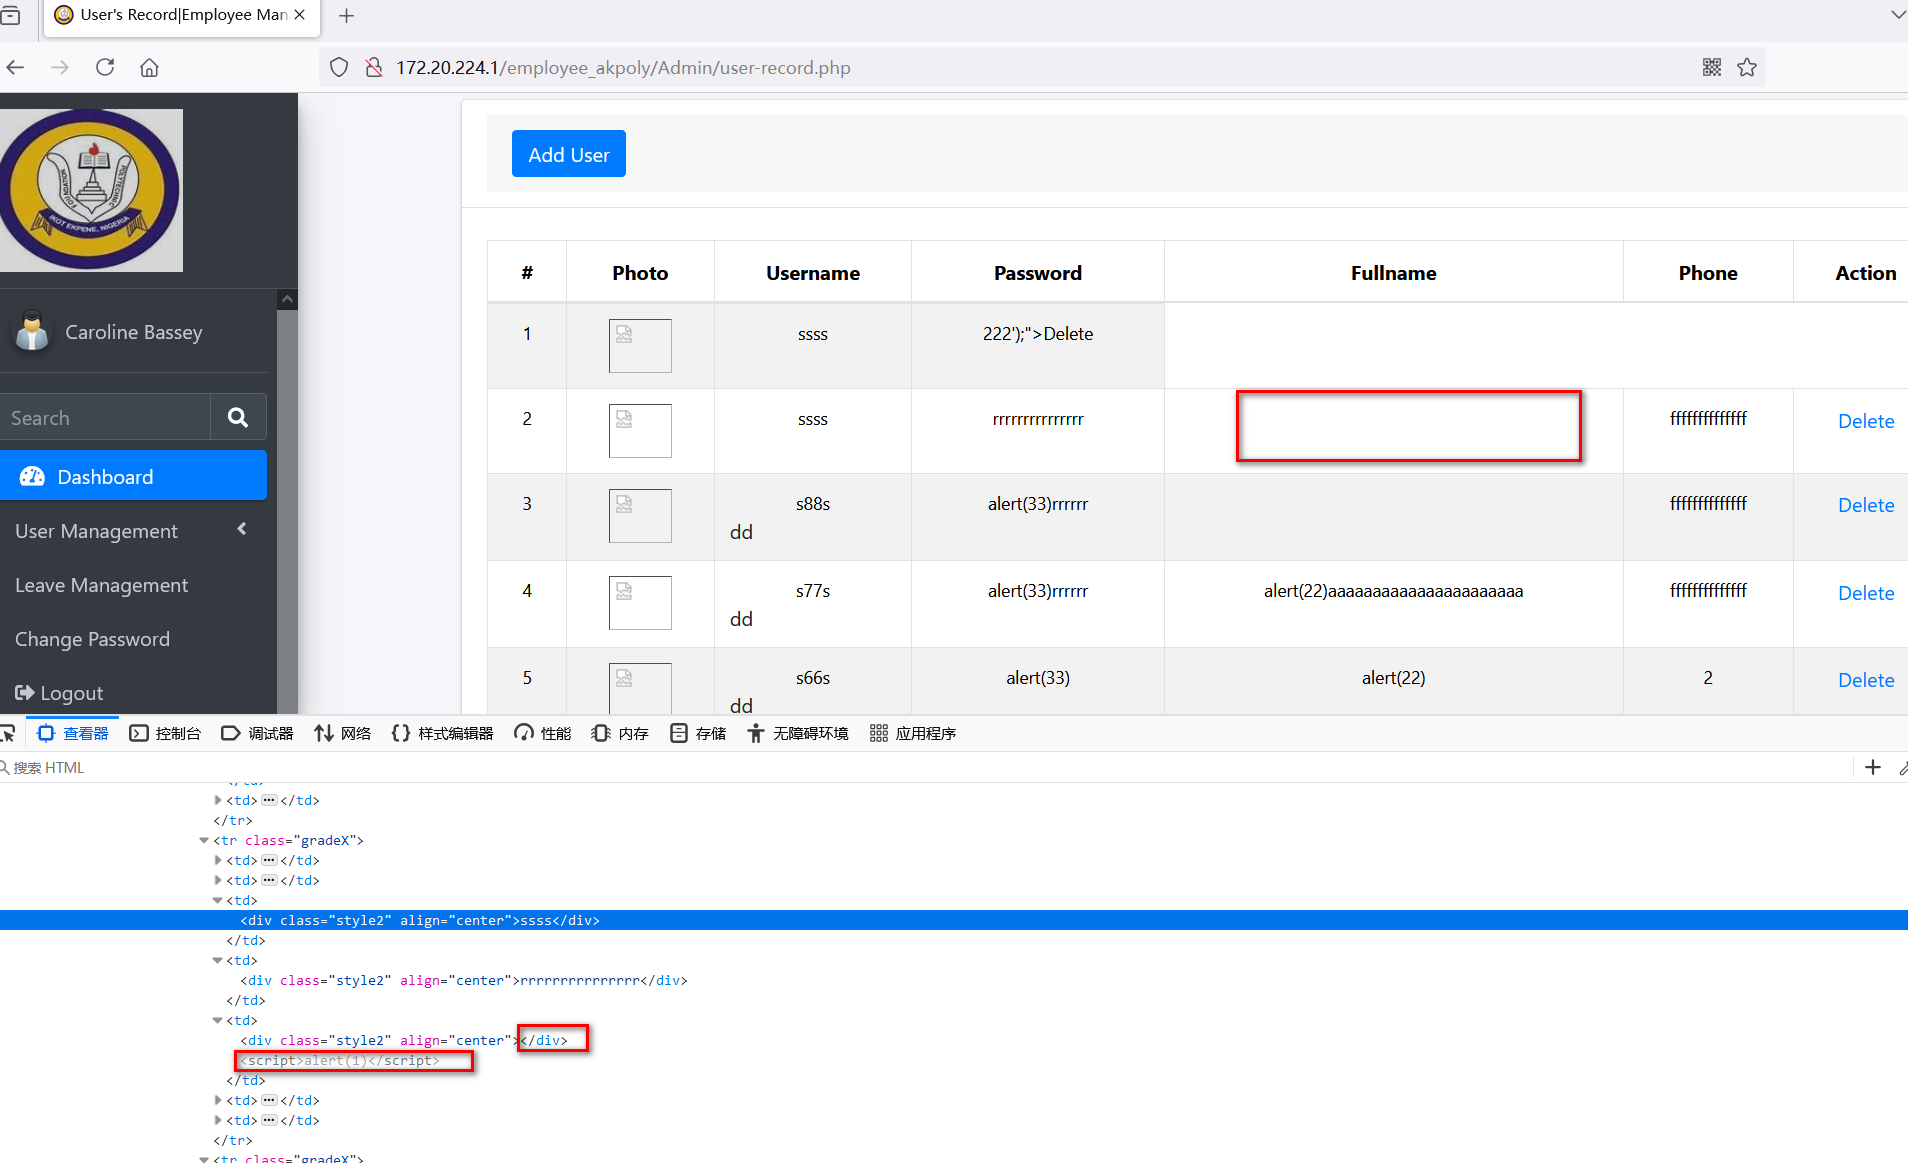 User's Record|Employee Man
172.20.224.1/employee_akpoly/Admin/user-record.php
IKOT EKPENE, NIGERIA
Caroline Bassey
Search
Dashboard
User Management
Leave Management
Change Password
Logout
Add User
# Photo Username Password Fullname Phone Action
1 ssss 222');">Delete
2 ssss rrrrrrrrrrrrrrr ffffffffffffff Delete
3 s88s alert(33)rrrrrr ffffffffffffff Delete
dd
4 s77s alert(33)rrrrrr alert(22)aaaaaaaaaaaaaaaaaaaaaa ffffffffffffff Delete
dd
5 s66s alert(33) alert(22) 2 Delete
dd
查看器 控制台 调试器 网络 样式编辑器 性能 内存 存储 无障碍环境 应用程序
搜索 HTML
</td>
<td>…</td>
</tr>
<tr class="gradeX">
<td>…</td>
<td>…</td>
<td>
<div class="style2" align="center">ssss</div>
</td>
<td>
<div class="style2" align="center">rrrrrrrrrrrrrrr</div>
</td>
<td>
<div class="style2" align="center"></div>
<script>alert(1)</script>
</td>
<td>…</td>
<td>…</td>
</tr>
<tr class="gradeX">